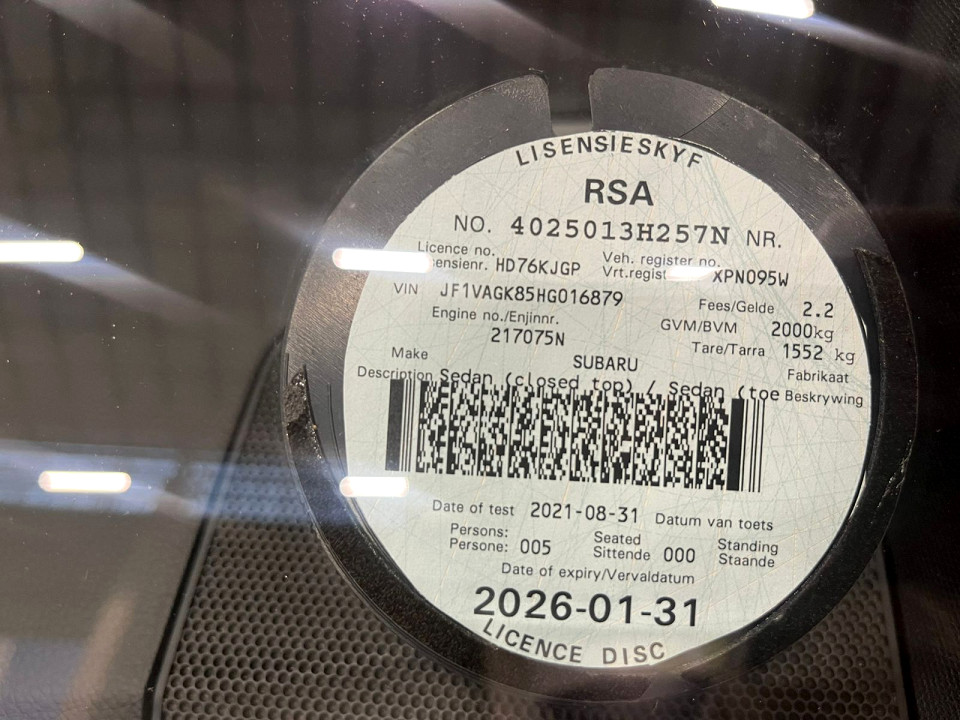 LISENSIESKYF
RSA
NO. 4025013H257N NR.
Licence no. Veh. register no.
HD76KJGP Vrt.regist XPN095W
VIN JF1VAGK85HG016879 Fees/Gelde 2.2
Engine no./Enjinnr. GVM/BVM 2000kg
217075N Tare/Tarra 1552 kg
Make SUBARU Fabrikaat
Description Sedan (closed top) / Sedan (toe Beskrywing
Date of test 2021-08-31 Datum van toets
Persons: Seated Standing
Persone: 005 Sittende 000 Staande
Date of expiry/Vervaldatum
2026-01-31
LICENCE DISC